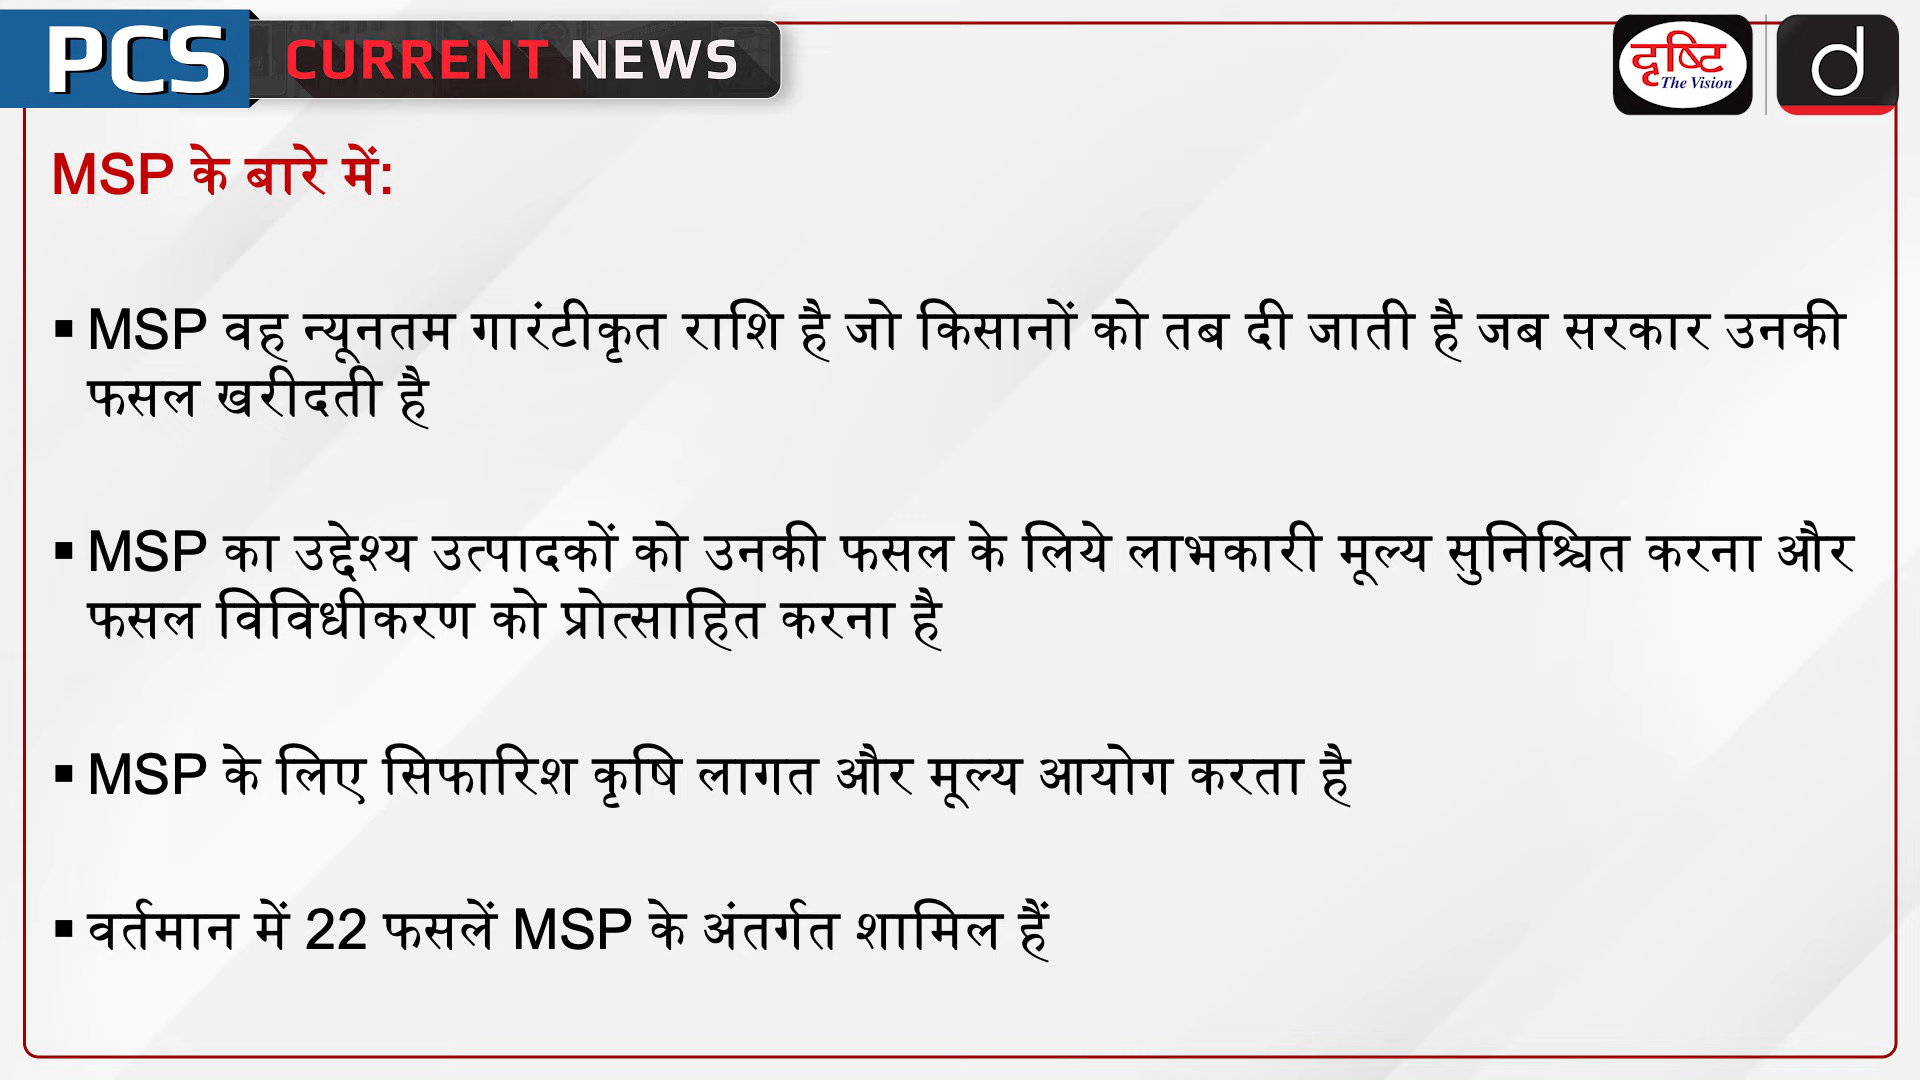 PCS CURRENT NEWS
दृष्टि
The Vision
d
MSP के बारे में:
▪ MSP वह न्यूनतम गारंटीकृत राशि है जो किसानों को तब दी जाती है जब सरकार उनकी
फसल खरीदती है
▪ MSP का उद्देश्य उत्पादकों को उनकी फसल के लिये लाभकारी मूल्य सुनिश्चित करना और
फसल विविधीकरण को प्रोत्साहित करना है
▪ MSP के लिए सिफारिश कृषि लागत और मूल्य आयोग करता है
▪ वर्तमान में 22 फसलें MSP के अंतर्गत शामिल हैं